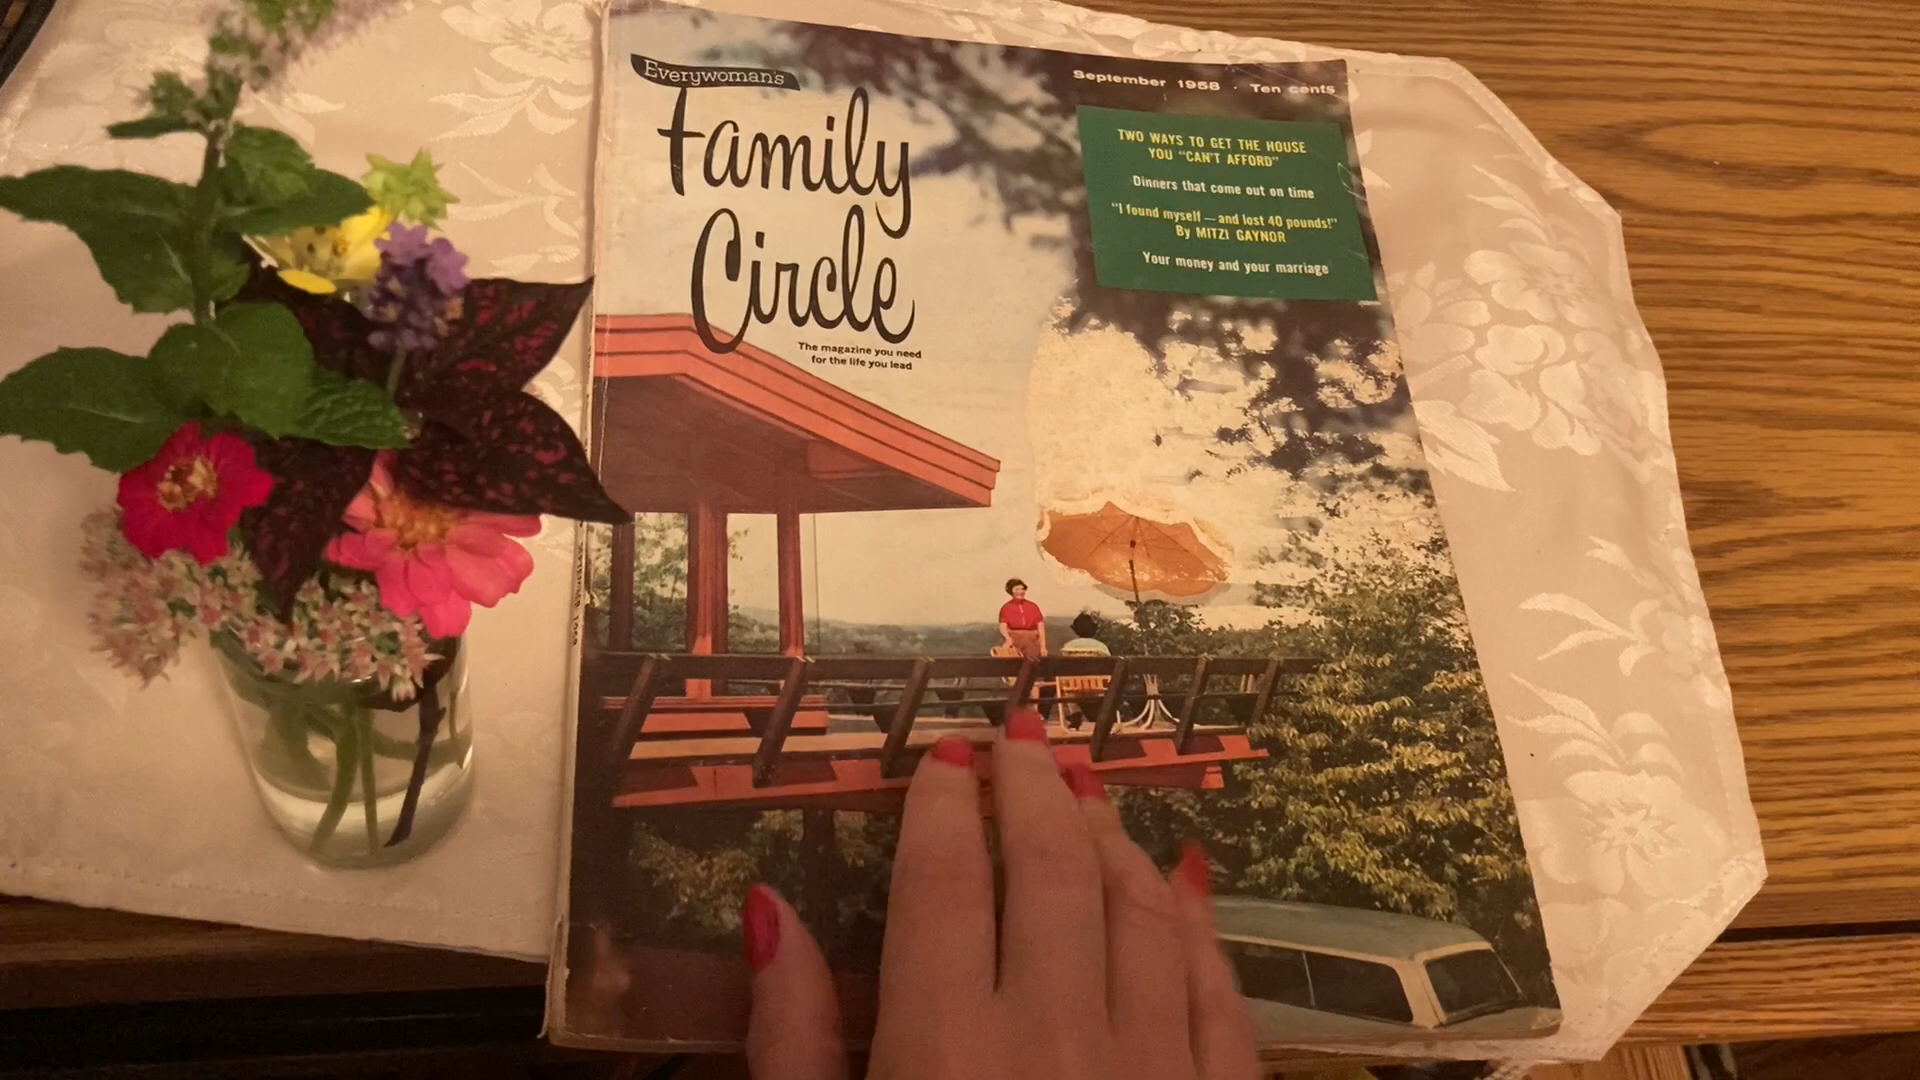 Everywoman's
Family
Circle
The magazine you need
for the life you lead
September 1958 · Ten cents
TWO WAYS TO GET THE HOUSE
YOU "CAN'T AFFORD"
Dinners that come out on time
"I found myself — and lost 40 pounds!"
By MITZI GAYNOR
Your money and your marriage